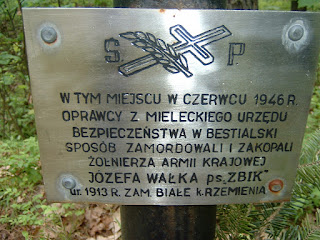 Ś P
W TYM MIEJSCU W CZERWCU 1946 R.
OPRAWCY Z MIELECKIEGO URZĘDU
BEZPIECZEŃSTWA W BESTIALSKI
SPOSÓB ZAMORDOWALI I ZAKOPALI
ŻOŁNIERZA ARMII KRAJOWEJ
JÓZEFA WAŁKA ps. "ŻBIK"
ur. 1913 R. ZAM. BIAŁE k. RZEMIENIA